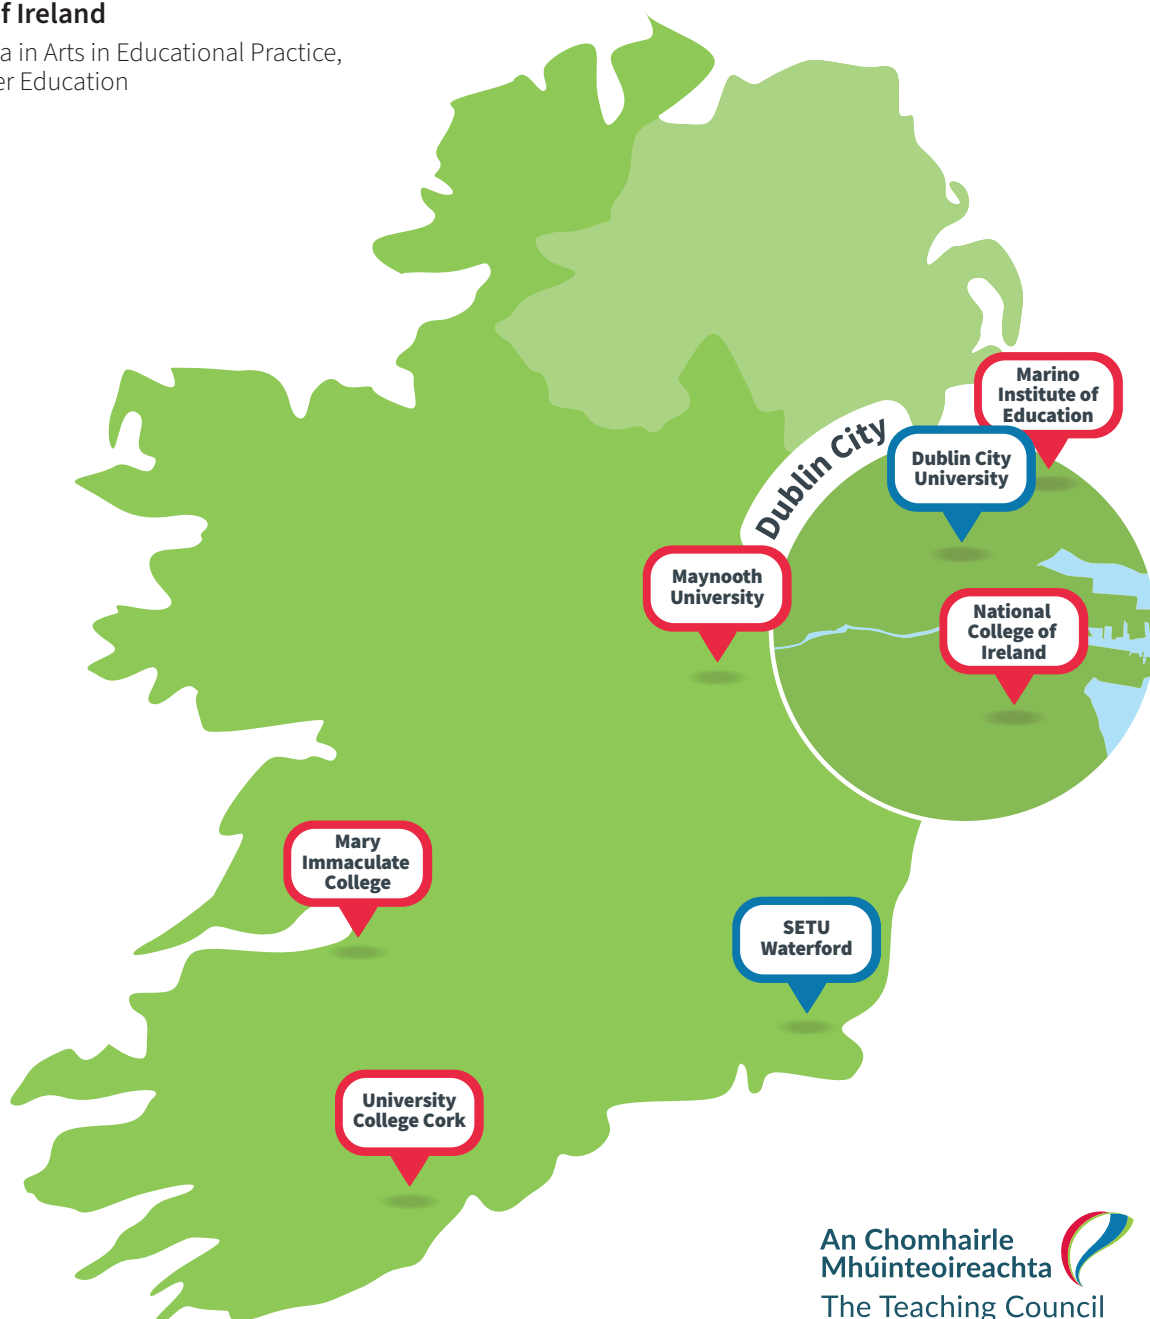 f Ireland
a in Arts in Educational Practice,
er Education
Marino
Institute of
Education
Dublin City
Dublin City
University
Maynooth
University
National
College of
Ireland
Mary
Immaculate
College
SETU
Waterford
University
College Cork
An Chomhairle
Mhúinteoireachta
The Teaching Council